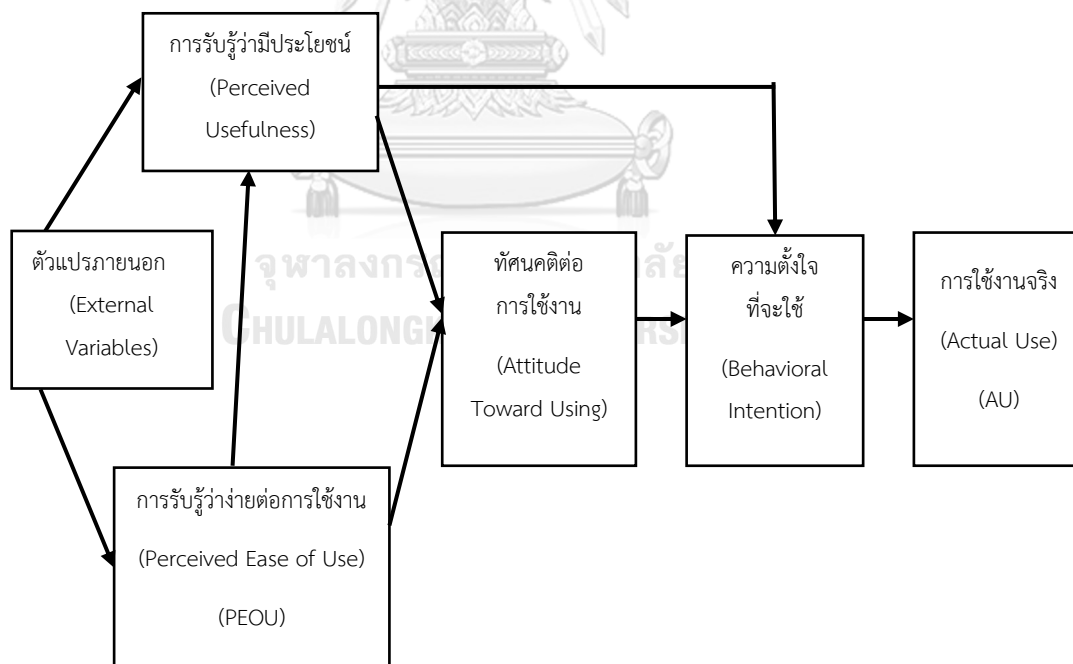 การรับรู้ว่ามีประโยชน์
(Perceived
Usefulness)
ตัวแปรภายนอก
(External
Variables)
การรับรู้ว่าง่ายต่อการใช้งาน
(Perceived Ease of Use)
(PEOU)
ทัศนคติต่อ
การใช้งาน
(Attitude
Toward Using)
ความตั้งใจ
ที่จะใช้
(Behavioral
Intention)
การใช้งานจริง
(Actual Use)
(AU)